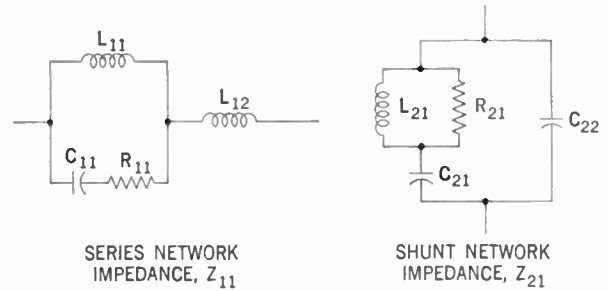 L11
L12
C11
R11
L21
R21
C22
C21
SERIES NETWORK
IMPEDANCE, Z11
SHUNT NETWORK
IMPEDANCE, Z21